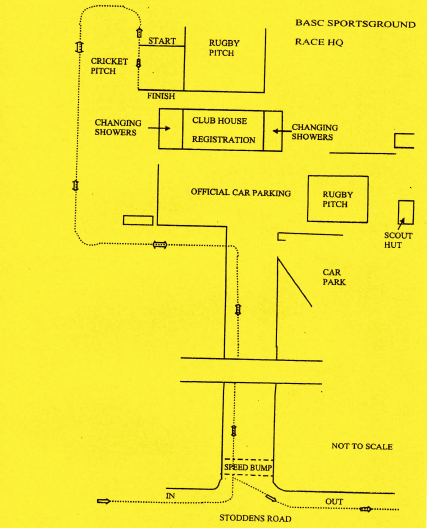 BASC SPORTSGROUND
RACE HQ
START
RUGBY
PITCH
CRICKET
PITCH
FINISH
CHANGING
SHOWERS
CLUB HOUSE
REGISTRATION
CHANGING
SHOWERS
OFFICIAL CAR PARKING
RUGBY
PITCH
SCOUT
HUT
CAR
PARK
NOT TO SCALE
SPEED BUMP
IN
OUT
STODDENS ROAD